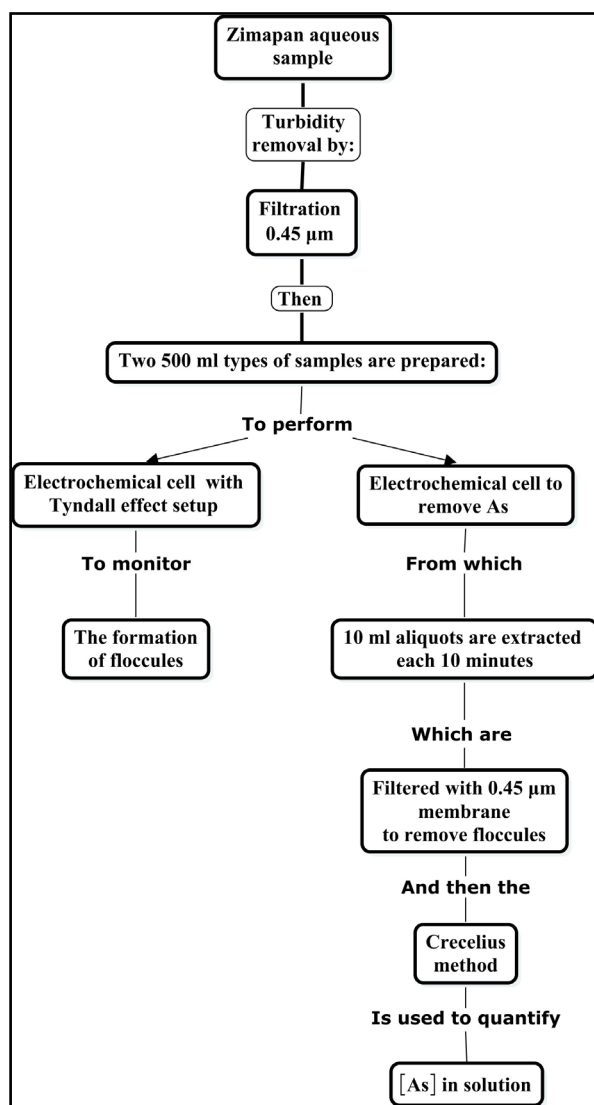 Zimapan aqueous
sample
Turbidity
removal by:
Filtration
0.45 µm
Then
Two 500 ml types of samples are prepared:
To perform
Electrochemical cell with
Tyndall effect setup
To monitor
The formation
of floccules
Electrochemical cell to
remove As
From which
10 ml aliquots are extracted
each 10 minutes
Which are
Filtered with 0.45 µm
membrane
to remove floccules
And then the
Crecelius
method
Is used to quantify
[As] in solution